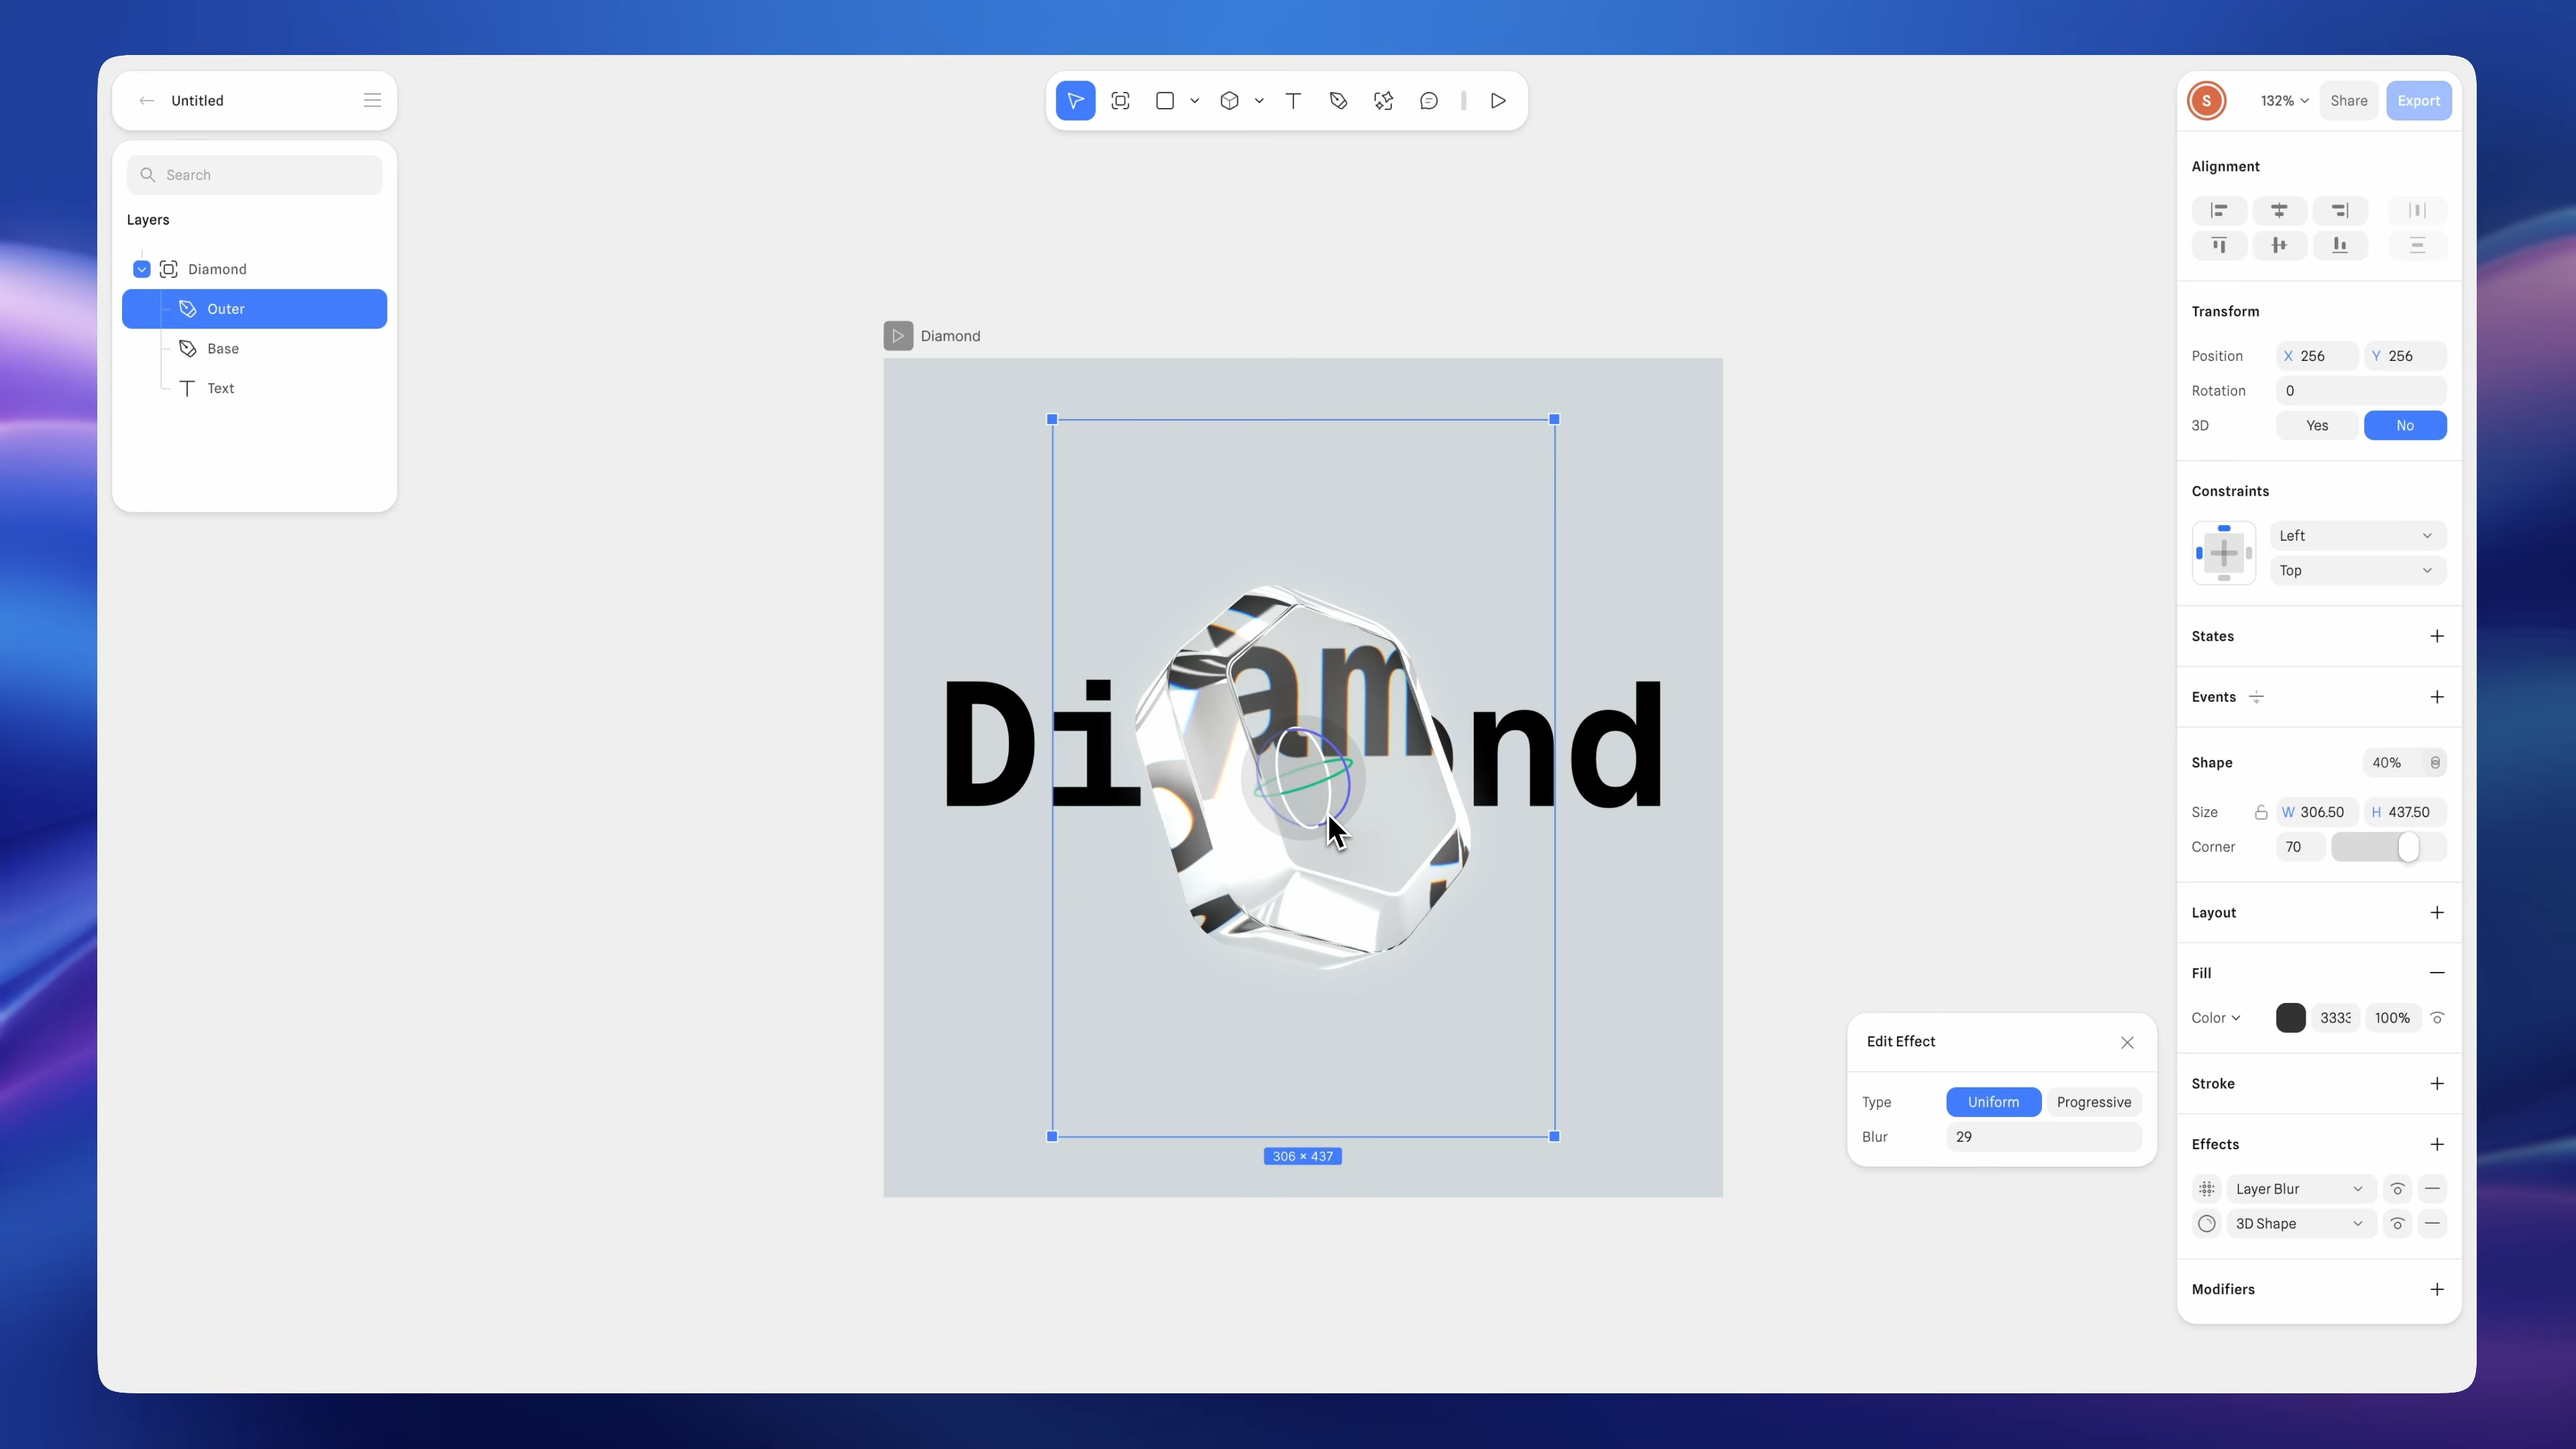 Untitled
Search
Layers
Diamond
Outer
Base
Text
Diamond
Diamond
306 × 437
S
132%
Share
Export
Alignment
Transform
Position
X 256
Y 256
Rotation
0
3D
Yes
No
Constraints
Left
Top
States
Events
Shape
40%
Size
W 306.50
H 437.50
Corner
70
Layout
Fill
Color
3333
100%
Stroke
Effects
Layer Blur
3D Shape
Modifiers
Edit Effect
Type
Uniform
Progressive
Blur
29